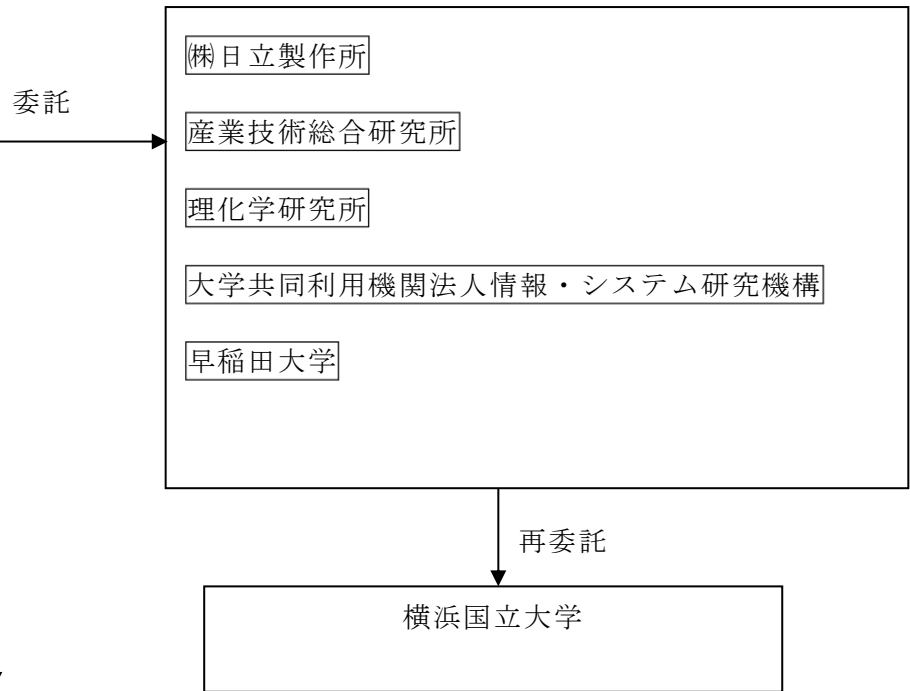 委託
㈱日立製作所
産業技術総合研究所
理化学研究所
大学共同利用機関法人情報・システム研究機構
早稲田大学
再委託
横浜国立大学